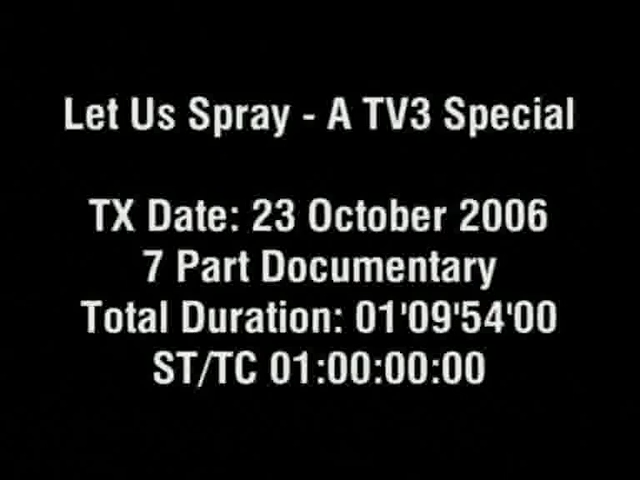 Let Us Spray - A TV3 Special
TX Date: 23 October 2006
7 Part Documentary
Total Duration: 01'09'54'00
ST/TC 01:00:00:00